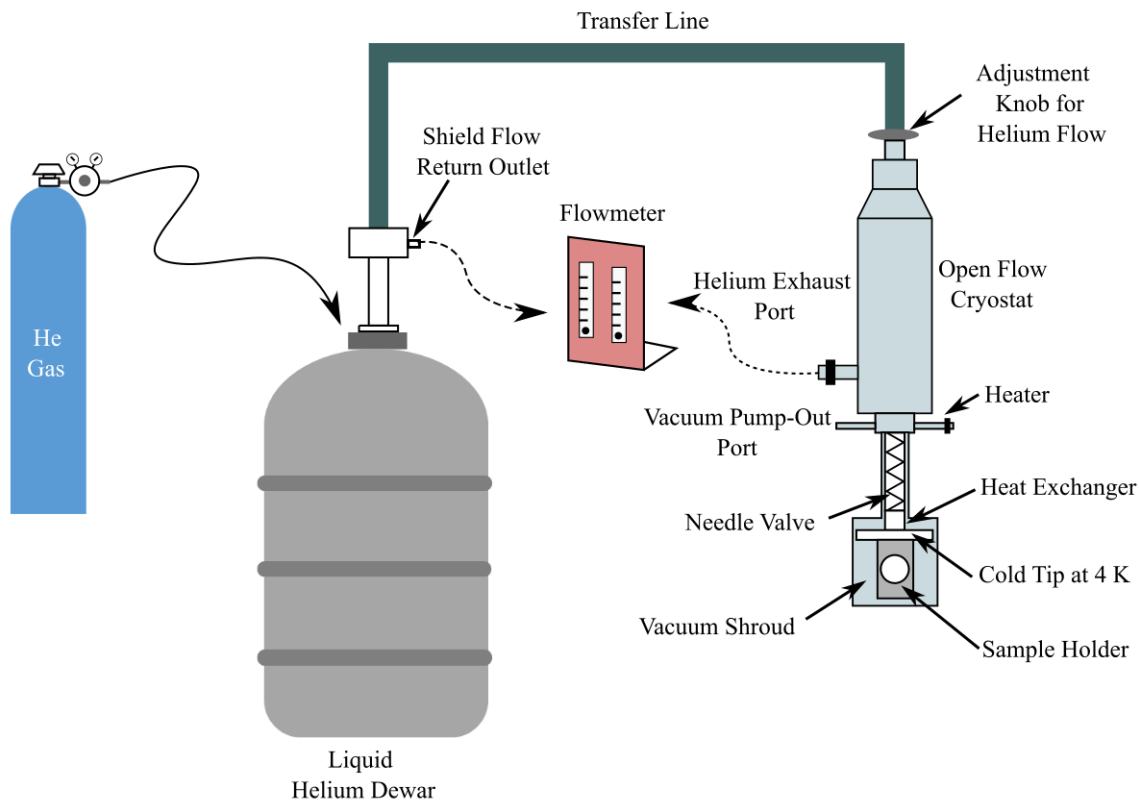 Transfer Line
Adjustment
Knob for
Helium Flow
Shield Flow
Return Outlet
Flowmeter
Helium Exhaust
Port
Open Flow
Cryostat
He
Gas
Heater
Vacuum Pump-Out
Port
Heat Exchanger
Needle Valve
Cold Tip at 4 K
Vacuum Shroud
Sample Holder
Liquid
Helium Dewar